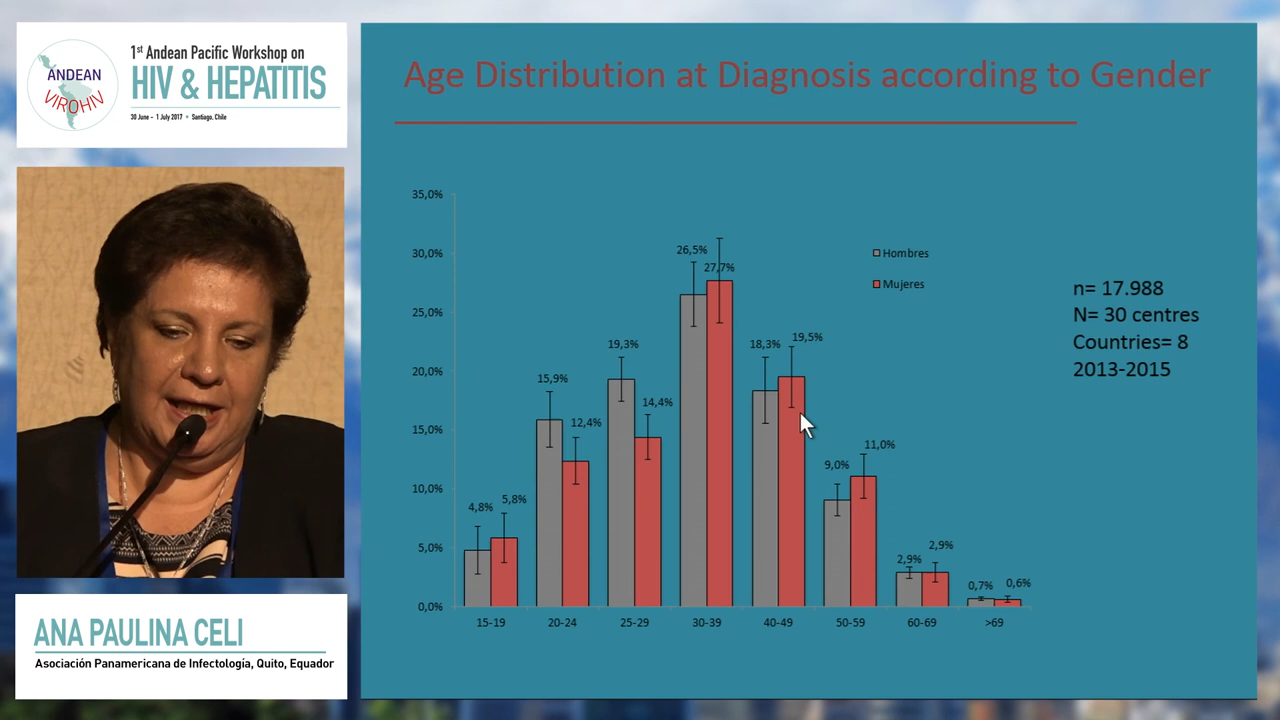 ANDEAN
VIROHIV
1st Andean Pacific Workshop on
HIV & HEPATITIS
30 June – 1 July 2017 • Santiago, Chile
ANA PAULINA CELI
Asociación Panamericana de Infectología, Quito, Equador
Age Distribution at Diagnosis according to Gender
35,0%
30,0%
25,0%
20,0%
15,0%
10,0%
5,0%
0,0%
4,8%
5,8%
15,9%
12,4%
19,3%
14,4%
26,5%
27,7%
18,3%
19,5%
9,0%
11,0%
2,9%
2,9%
0,7%
0,6%
15-19
20-24
25-29
30-39
40-49
50-59
60-69
>69
Hombres
Mujeres
n= 17.988
N= 30 centres
Countries= 8
2013-2015